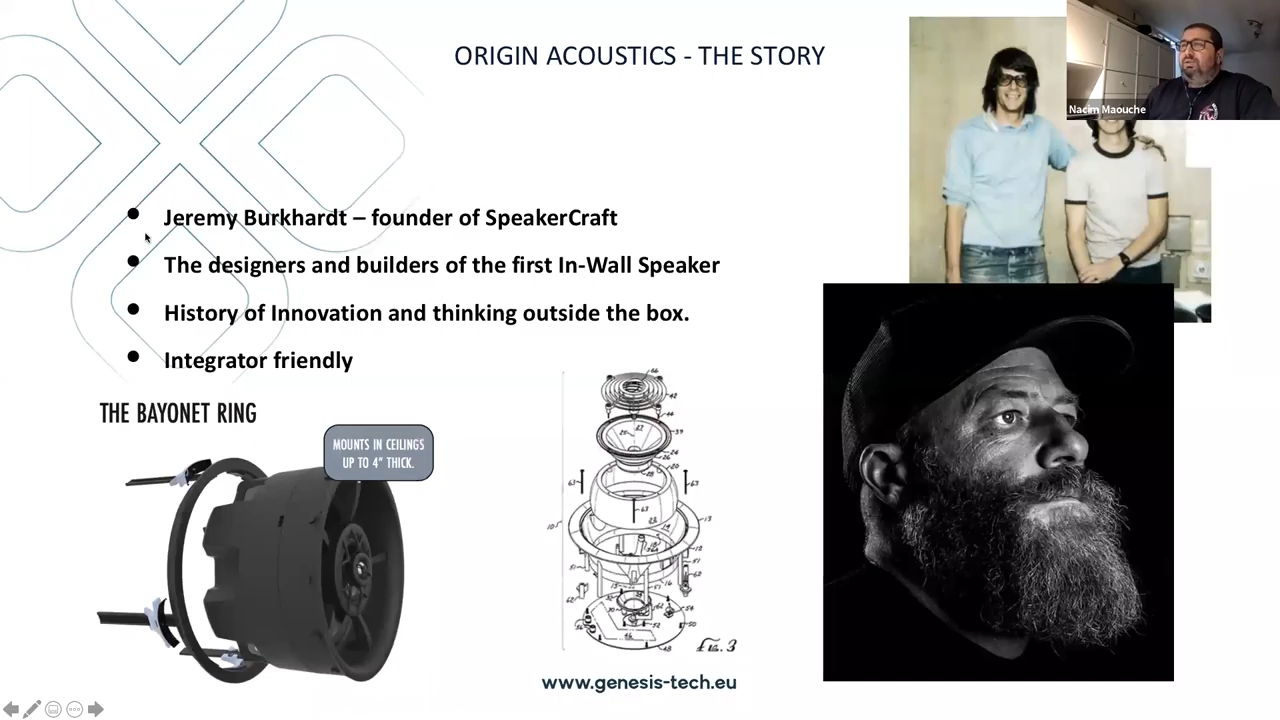 ORIGIN ACOUSTICS - THE STORY
Nacim Maouche
• Jeremy Burkhardt – founder of SpeakerCraft
• The designers and builders of the first In-Wall Speaker
• History of Innovation and thinking outside the box.
• Integrator friendly
THE BAYONET RING
MOUNTS IN CEILINGS
UP TO 4” THICK.
FIG. 3
www.genesis-tech.eu